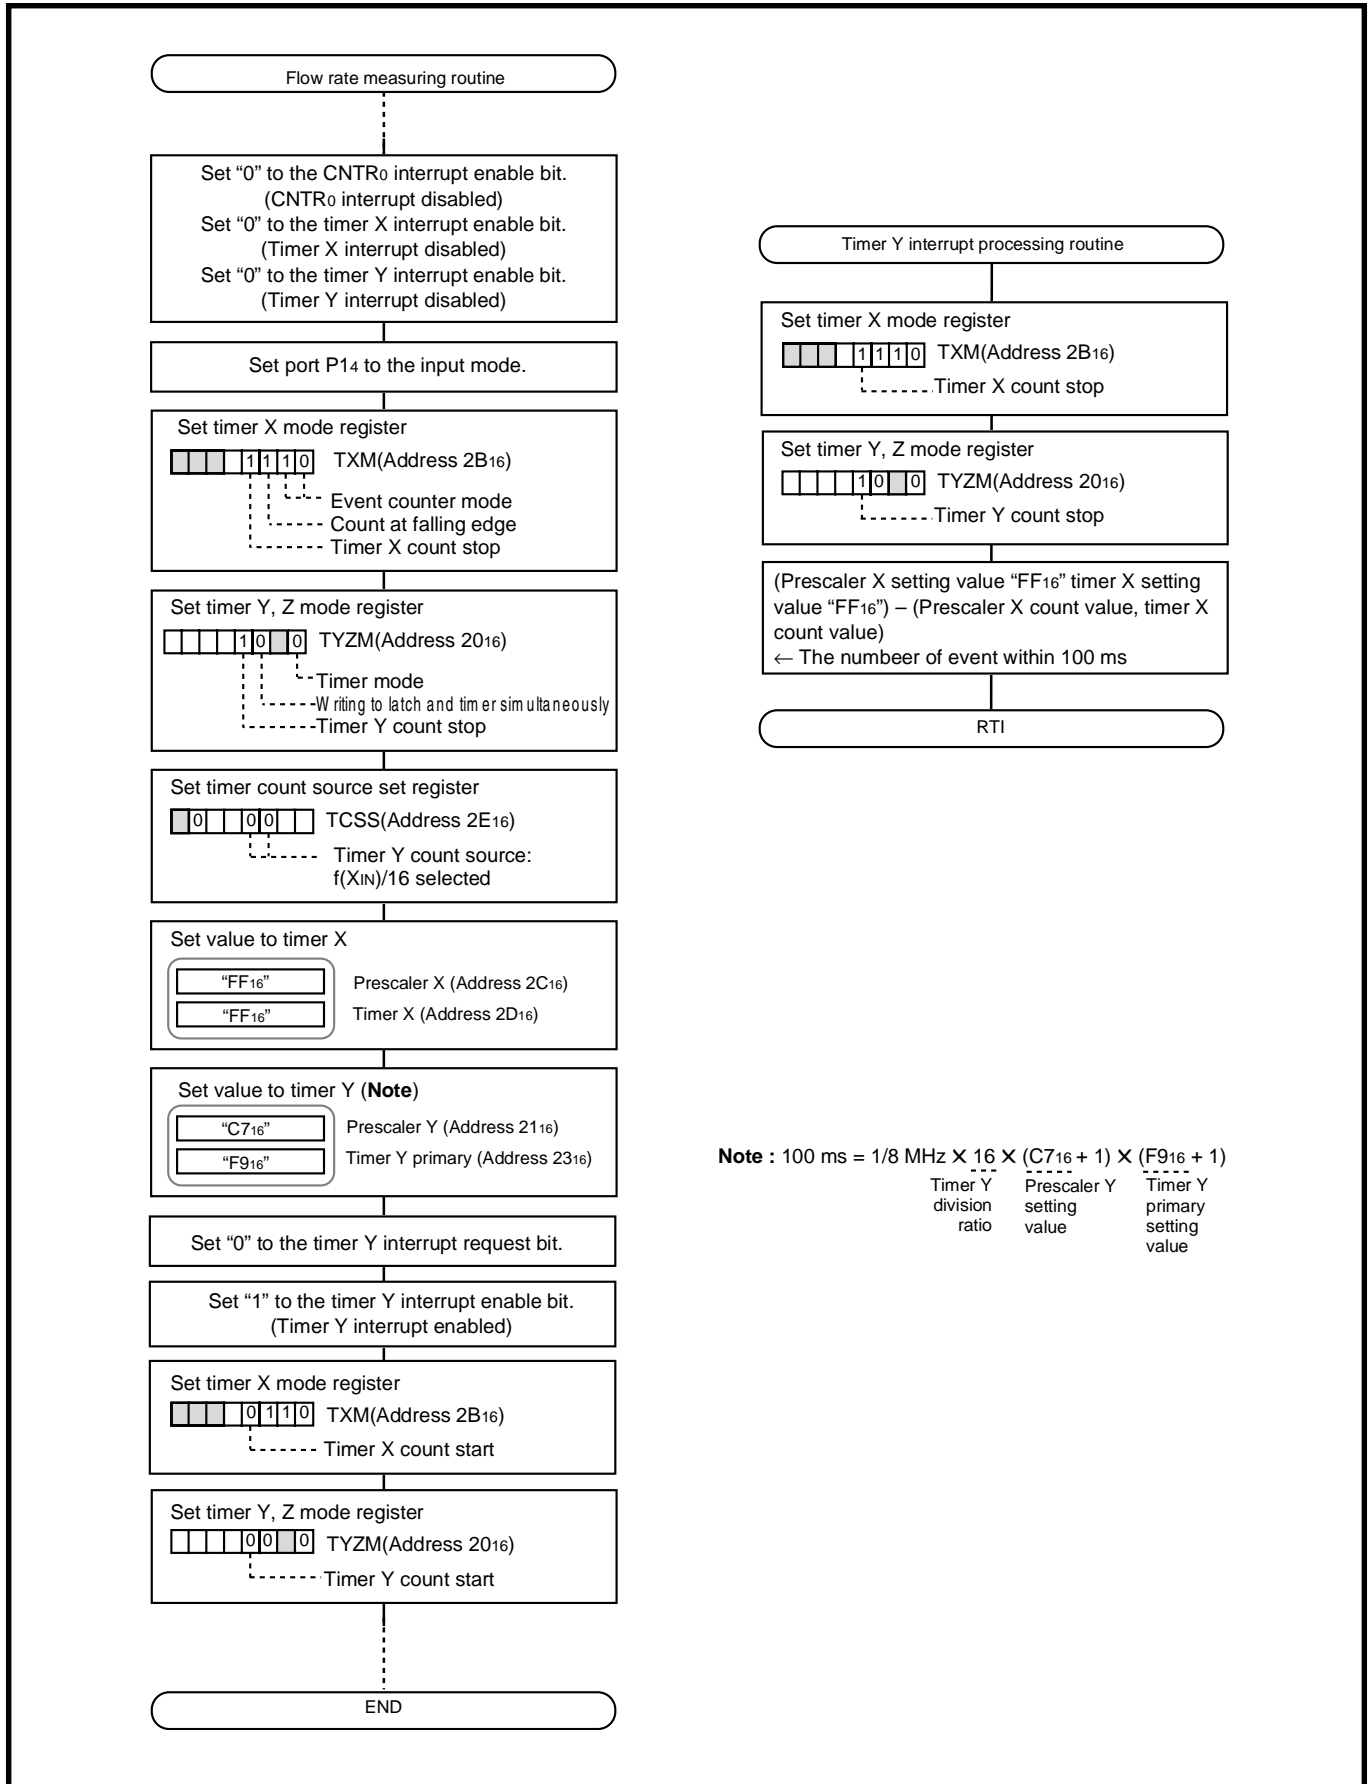 Flow rate measuring routine
Set “0” to the CNTR0 interrupt enable bit.
(CNTR0 interrupt disabled)
Set “0” to the timer X interrupt enable bit.
(Timer X interrupt disabled)
Set “0” to the timer Y interrupt enable bit.
(Timer Y interrupt disabled)
Set port P14 to the input mode.
Set timer X mode register
1 1 1 0 TXM(Address 2B16)
Event counter mode
Count at falling edge
Timer X count stop
Set timer Y, Z mode register
1 0 0 TYZM(Address 2016)
Timer mode
Writing to latch and timer simultaneously
Timer Y count stop
Set timer count source set register
0 0 0 TCSS(Address 2E16)
Timer Y count source:
f(XIN)/16 selected
Set value to timer X
“FF16” Prescaler X (Address 2C16)
“FF16” Timer X (Address 2D16)
Set value to timer Y (Note)
“C716” Prescaler Y (Address 2116)
“F916” Timer Y primary (Address 2316)
Set “0” to the timer Y interrupt request bit.
Set “1” to the timer Y interrupt enable bit.
(Timer Y interrupt enabled)
Set timer X mode register
0 1 1 0 TXM(Address 2B16)
Timer X count start
Set timer Y, Z mode register
0 0 0 TYZM(Address 2016)
Timer Y count start
END
Timer Y interrupt processing routine
Set timer X mode register
1 1 1 0 TXM(Address 2B16)
Timer X count stop
Set timer Y, Z mode register
1 0 0 TYZM(Address 2016)
Timer Y count stop
(Prescaler X setting value “FF16” timer X setting
value “FF16”) – (Prescaler X count value, timer X
count value)
← The numbeer of event within 100 ms
RTI
Note : 100 ms = 1/8 MHz × 16 × (C716 + 1) × (F916 + 1)
Timer Y
division
ratio
Prescaler Y
setting
value
Timer Y
primary
setting
value